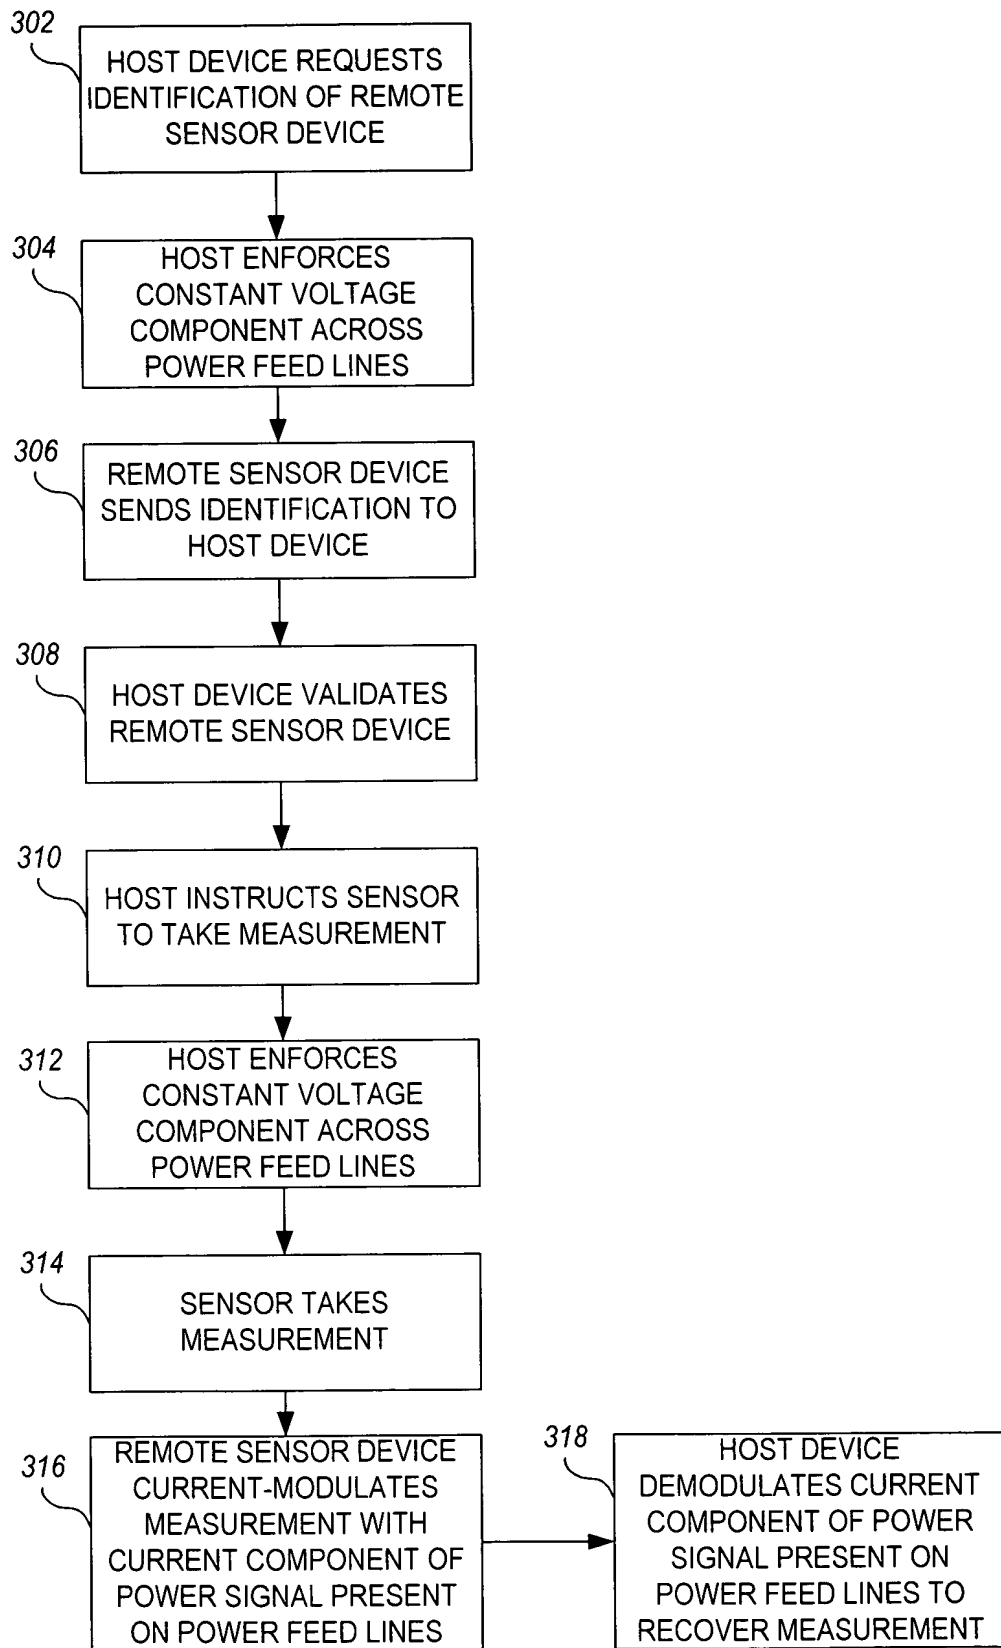 302
HOST DEVICE REQUESTS
IDENTIFICATION OF REMOTE
SENSOR DEVICE
304
HOST ENFORCES
CONSTANT VOLTAGE
COMPONENT ACROSS
POWER FEED LINES
306
REMOTE SENSOR DEVICE
SENDS IDENTIFICATION TO
HOST DEVICE
308
HOST DEVICE VALIDATES
REMOTE SENSOR DEVICE
310
HOST INSTRUCTS SENSOR
TO TAKE MEASUREMENT
312
HOST ENFORCES
CONSTANT VOLTAGE
COMPONENT ACROSS
POWER FEED LINES
314
SENSOR TAKES
MEASUREMENT
316
REMOTE SENSOR DEVICE
CURRENT-MODULATES
MEASUREMENT WITH
CURRENT COMPONENT OF
POWER SIGNAL PRESENT
ON POWER FEED LINES
318
HOST DEVICE
DEMODULATES CURRENT
COMPONENT OF POWER
SIGNAL PRESENT ON
POWER FEED LINES TO
RECOVER MEASUREMENT